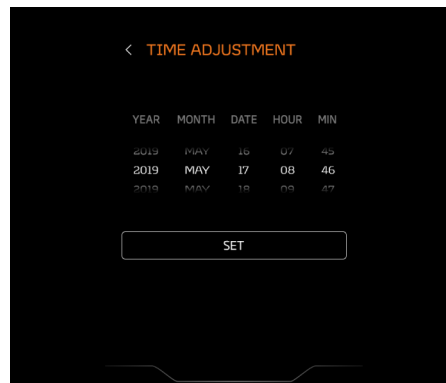 < TIME ADJUSTMENT
YEAR MONTH DATE HOUR MIN
2019 MAY 16 07 45
2019 MAY 17 08 46
2019 MAY 18 09 47
SET